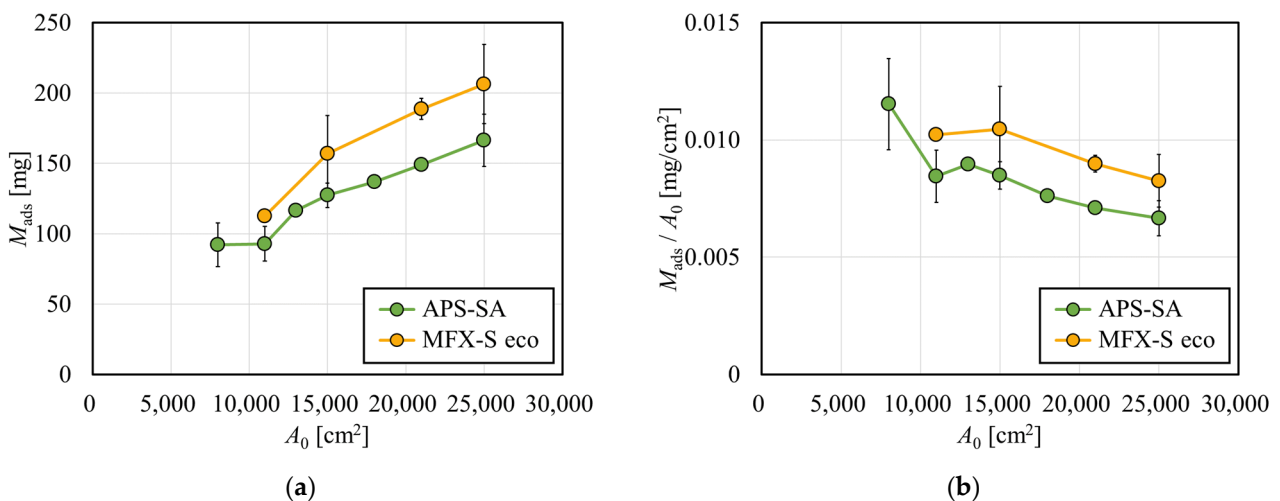 250
200
150
100
50
0
M_ads [mg]
0 5,000 10,000 15,000 20,000 25,000 30,000
A_0 [cm²]
APS-SA
MFX-S eco
(a)
0.015
0.010
0.005
0.000
M_ads / A_0 [mg/cm²]
0 5,000 10,000 15,000 20,000 25,000 30,000
A_0 [cm²]
APS-SA
MFX-S eco
(b)